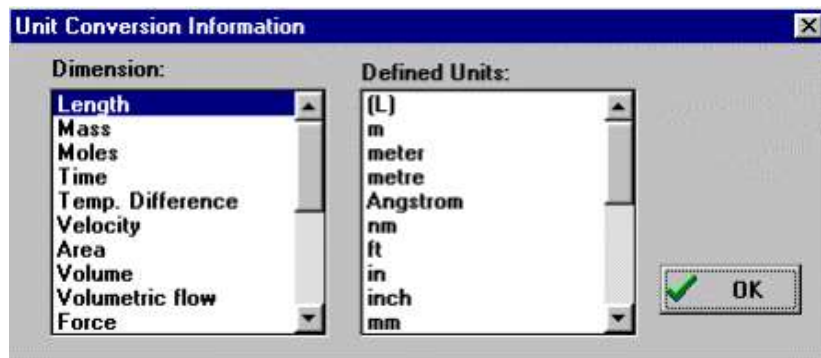 Unit Conversion Information
Dimension:
Length
Mass
Moles
Time
Temp. Difference
Velocity
Area
Volume
Volumetric flow
Force
Defined Units:
(L)
m
meter
metre
Angstrom
nm
ft
in
inch
mm
OK